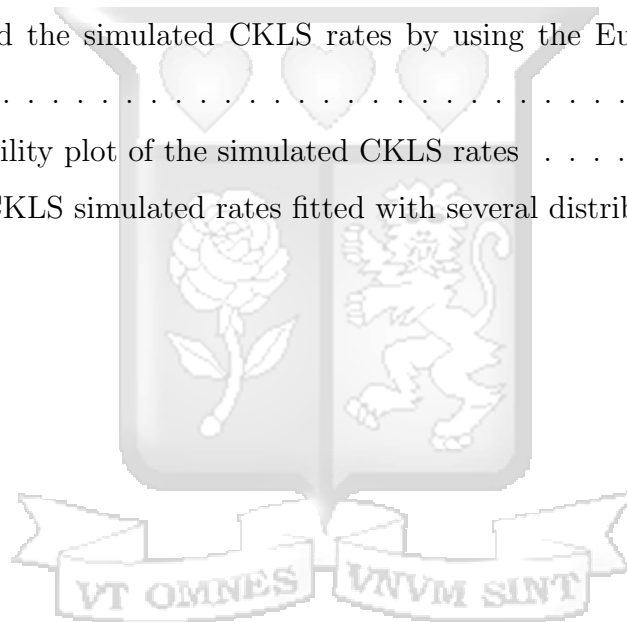 d the simulated CKLS rates by using the Eu
. . . . . . . . . . . . . . . . . . . . . . . . . .
ility plot of the simulated CKLS rates . . . .
CKLS simulated rates fitted with several distrib
VT OMNES VNVM SINT